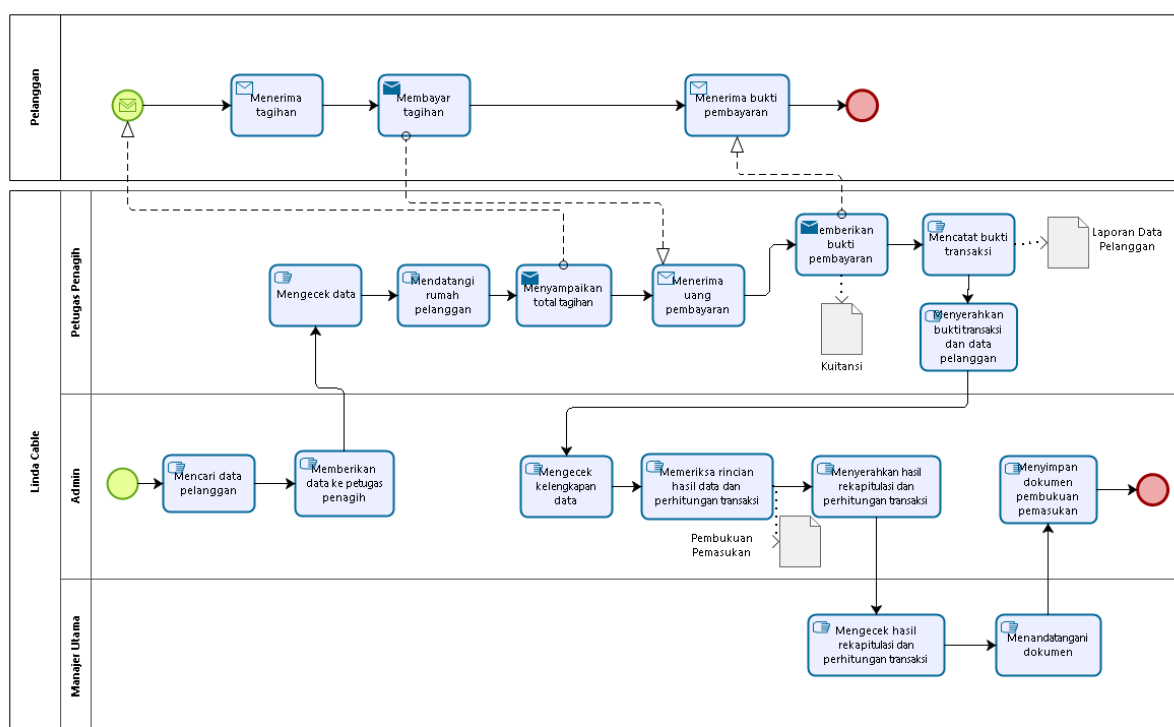 Pelanggan
Menerima
tagihan
Membayar
tagihan
Menerima bukti
pembayaran
Linda Cable
Petugas Penagih
Mengecek data
Mendatangi
rumah
pelanggan
Menyampaikan
total tagihan
Menerima
uang
pembayaran
Memberikan
bukti
pembayaran
Kuitansi
Mencatat bukti
transaksi
Laporan Data
Pelanggan
Menyerahkan
bukti transaksi
dan data
pelanggan
Admin
Mencari data
pelanggan
Memberikan
data ke petugas
penagih
Mengecek
kelengkapan
data
Memeriksa rincian
hasil data dan
perhitungan transaksi
Pembukuan
Pemasukan
Menyerahkan hasil
rekapitulasi dan
perhitungan transaksi
Menyimpan
dokumen
pembukuan
pemasukan
Manajer Utama
Mengecek hasil
rekapitulasi dan
perhitungan transaksi
Menandatangani
dokumen